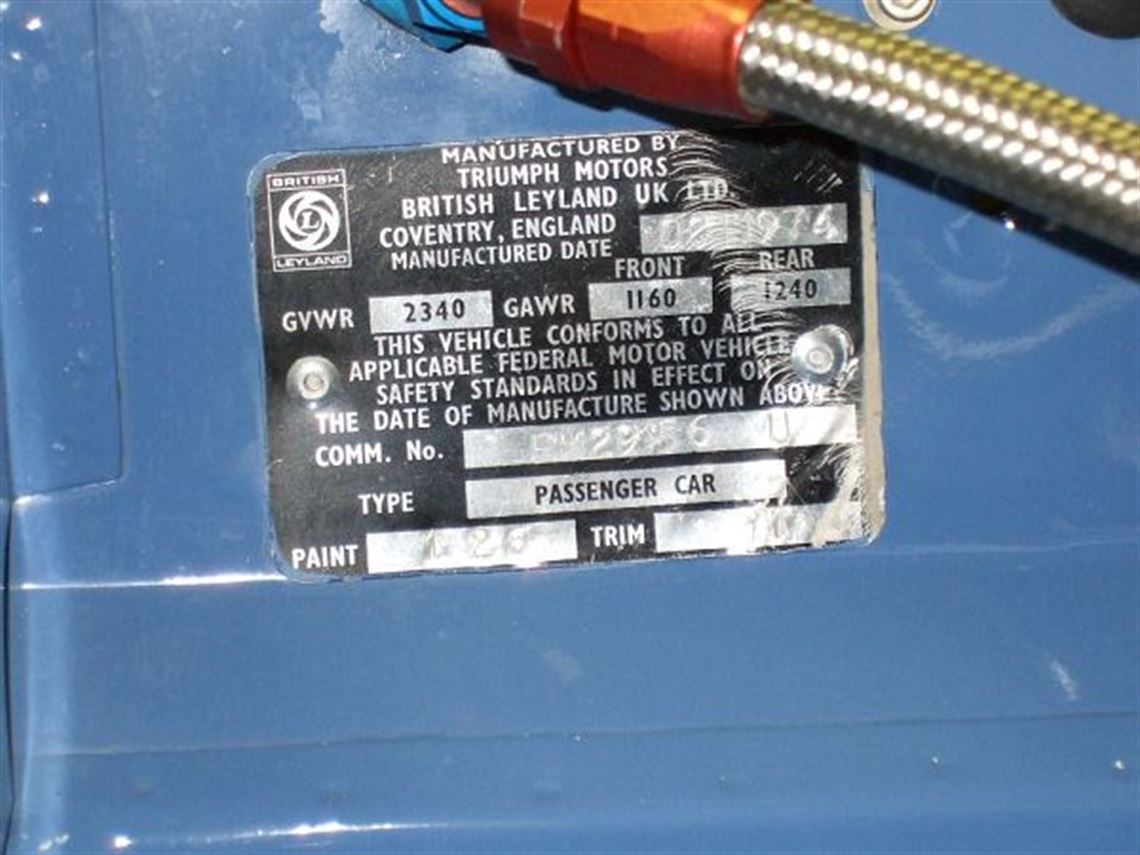 MANUFACTURED BY
TRIUMPH MOTORS
BRITISH LEYLAND UK LTD.
COVENTRY, ENGLAND
MANUFACTURED DATE
BRITISH
L
LEYLAND
FRONT REAR
GVWR 2340 GAWR 1160 1240
THIS VEHICLE CONFORMS TO ALL
APPLICABLE FEDERAL MOTOR VEHICLE
SAFETY STANDARDS IN EFFECT ON
THE DATE OF MANUFACTURE SHOWN ABOVE
COMM. No. U
TYPE PASSENGER CAR
PAINT TRIM